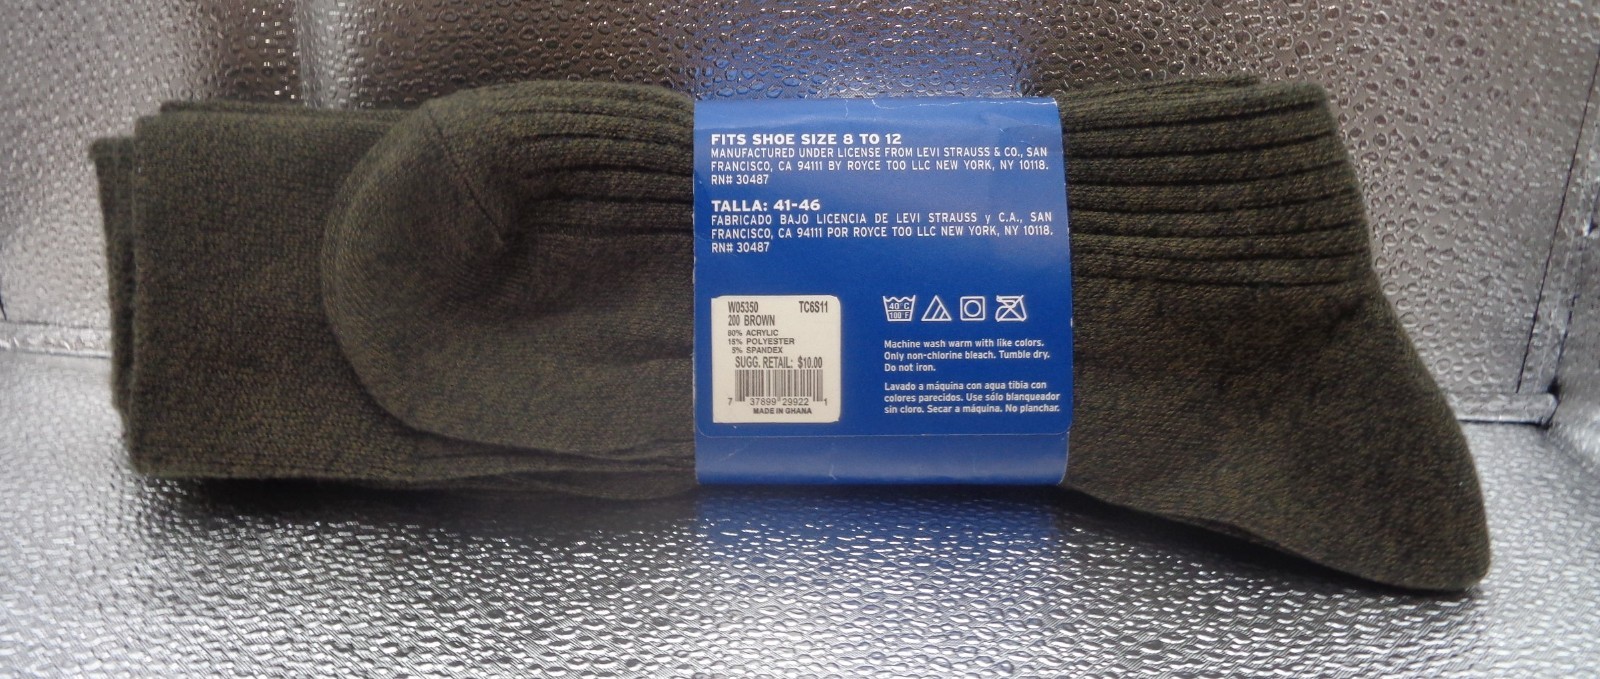 FITS SHOE SIZE 8 TO 12
MANUFACTURED UNDER LICENSE FROM LEVI STRAUSS & CO., SAN
FRANCISCO, CA 94111 BY ROYCE TOO LLC NEW YORK, NY 10118.
RN# 30487
TALLA: 41-46
FABRICADO BAJO LICENCIA DE LEVI STRAUSS y C.A., SAN
FRANCISCO, CA 94111 POR ROYCE TOO LLC NEW YORK, NY 10118.
RN# 30487
W05350 TC6S11
200 BROWN
80% ACRYLIC
15% POLYESTER
5% SPANDEX
SUGG. RETAIL: $10.00
7 37899 29922 1
MADE IN GHANA
40°C
100°F
Machine wash warm with like colors.
Only non-chlorine bleach. Tumble dry.
Do not iron.
Lavado a máquina con agua tibia con
colores parecidos. Use sólo blanqueador
sin cloro. Secar a máquina. No planchar.